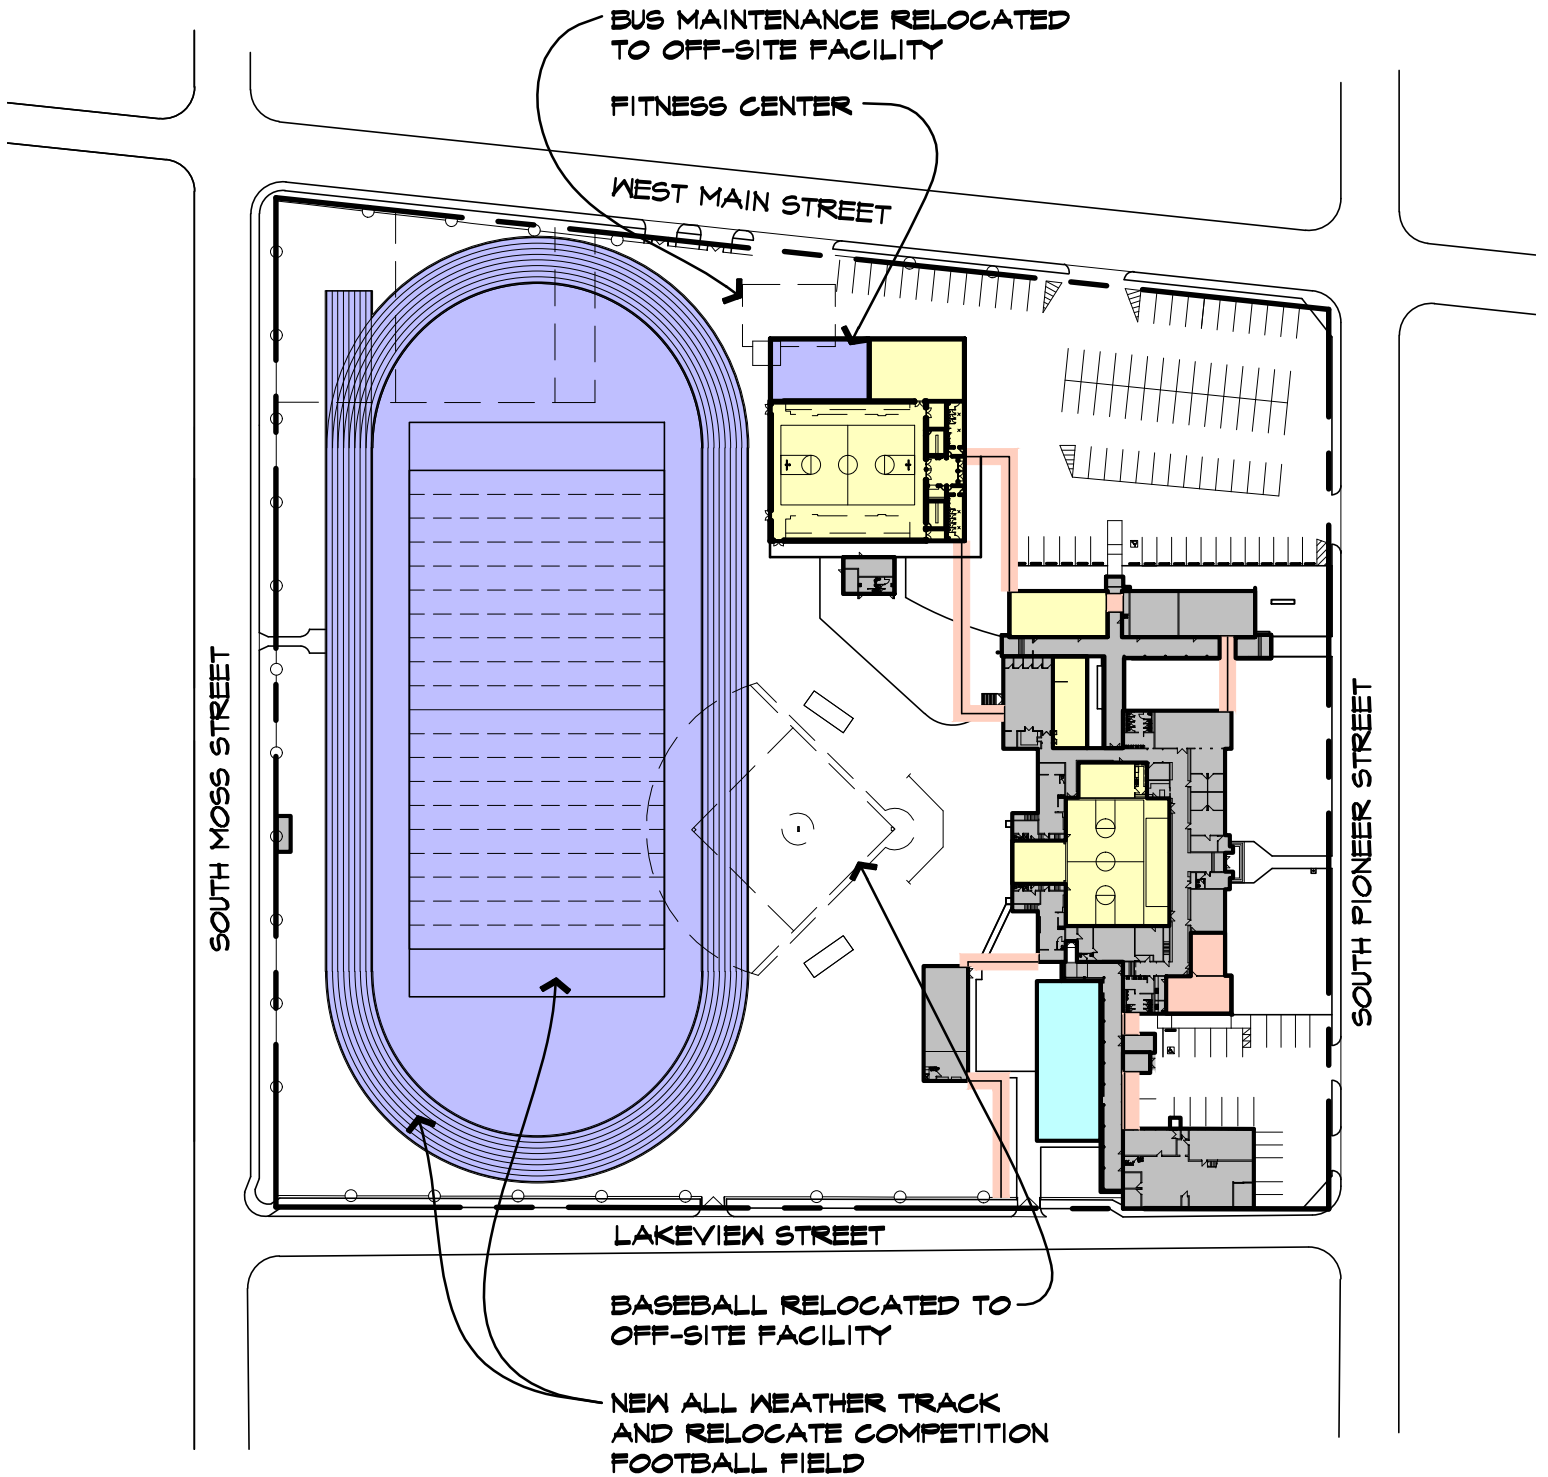 BUS MAINTENANCE RELOCATED
TO OFF-SITE FACILITY
FITNESS CENTER
WEST MAIN STREET
SOUTH MOSS STREET
SOUTH PIONEER STREET
LAKEVIEW STREET
BASEBALL RELOCATED TO
OFF-SITE FACILITY
NEW ALL WEATHER TRACK
AND RELOCATE COMPETITION
FOOTBALL FIELD